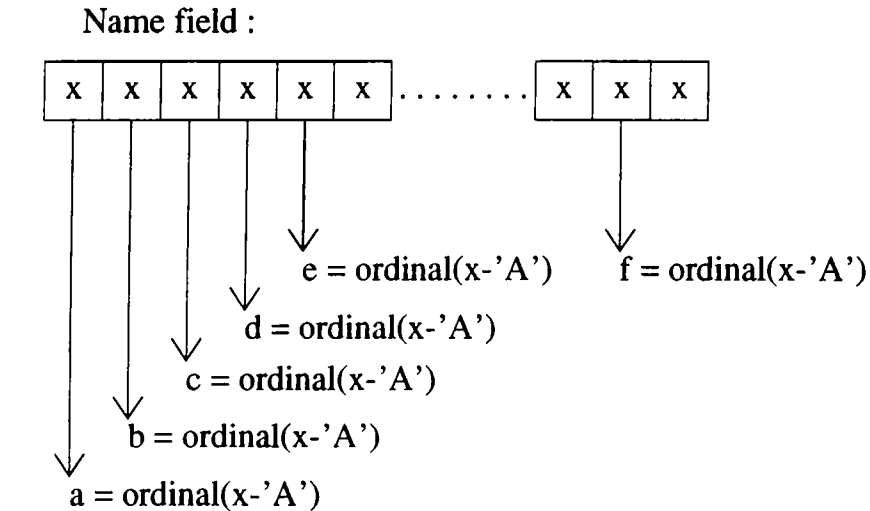 Name field :
x x x x x x ........ x x x
e = ordinal(x-'A') f = ordinal(x-'A')
d = ordinal(x-'A')
c = ordinal(x-'A')
b = ordinal(x-'A')
a = ordinal(x-'A')